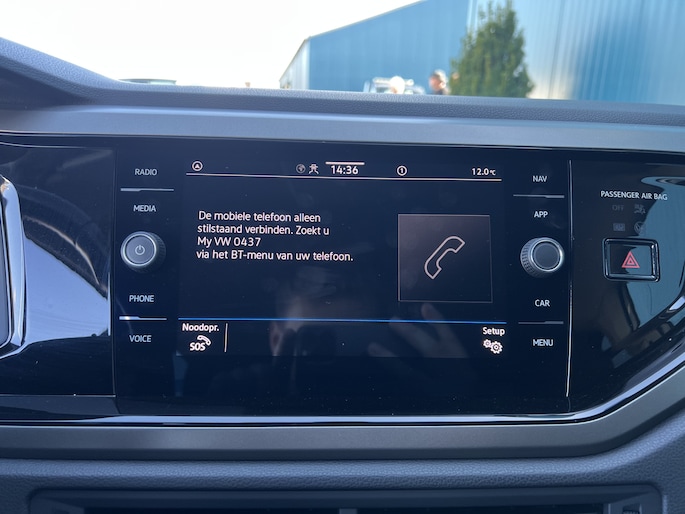 RADIO
MEDIA
PHONE
VOICE
14:36
12.0 °C
De mobiele telefoon alleen
stilstaand verbinden. Zoekt u
My VW 0437
via het BT-menu van uw telefoon.
Noodopr.
SOS
Setup
NAV
APP
CAR
MENU
PASSENGER AIR BAG
OFF